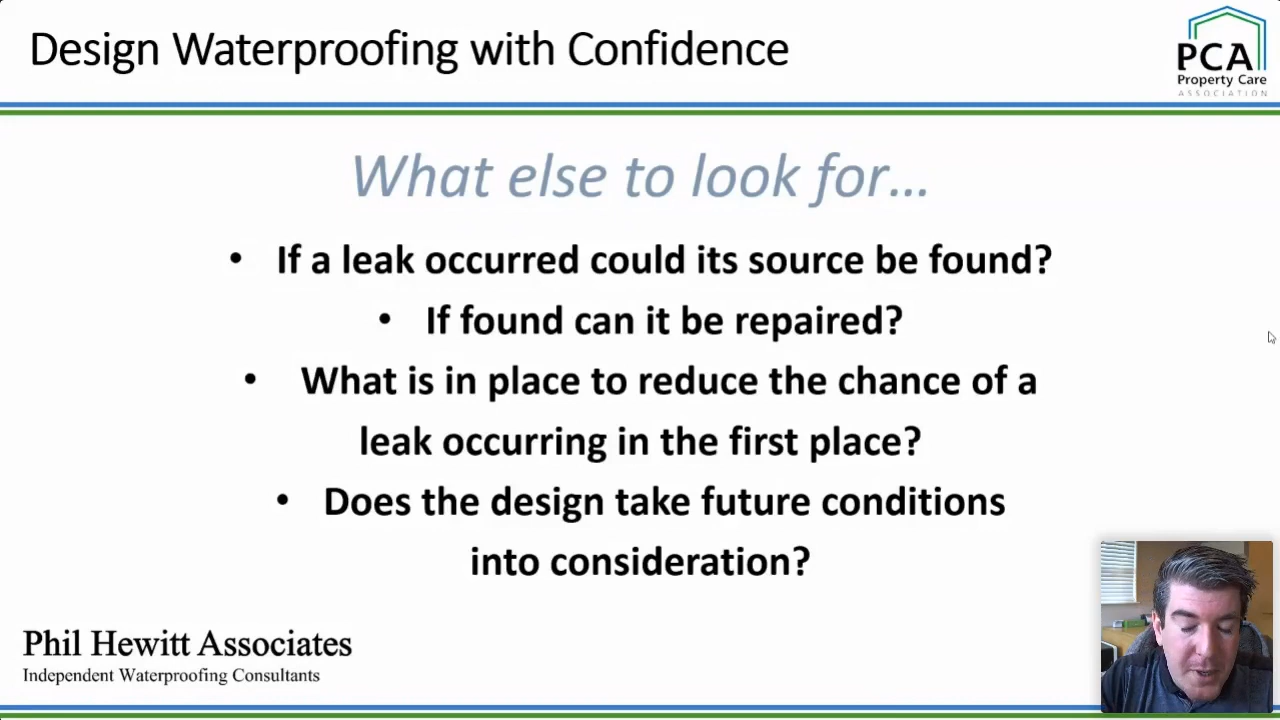 Design Waterproofing with Confidence
PCA
Property Care
ASSOCIATION
What else to look for...
• If a leak occurred could its source be found?
• If found can it be repaired?
• What is in place to reduce the chance of a
leak occurring in the first place?
• Does the design take future conditions
into consideration?
Phil Hewitt Associates
Independent Waterproofing Consultants